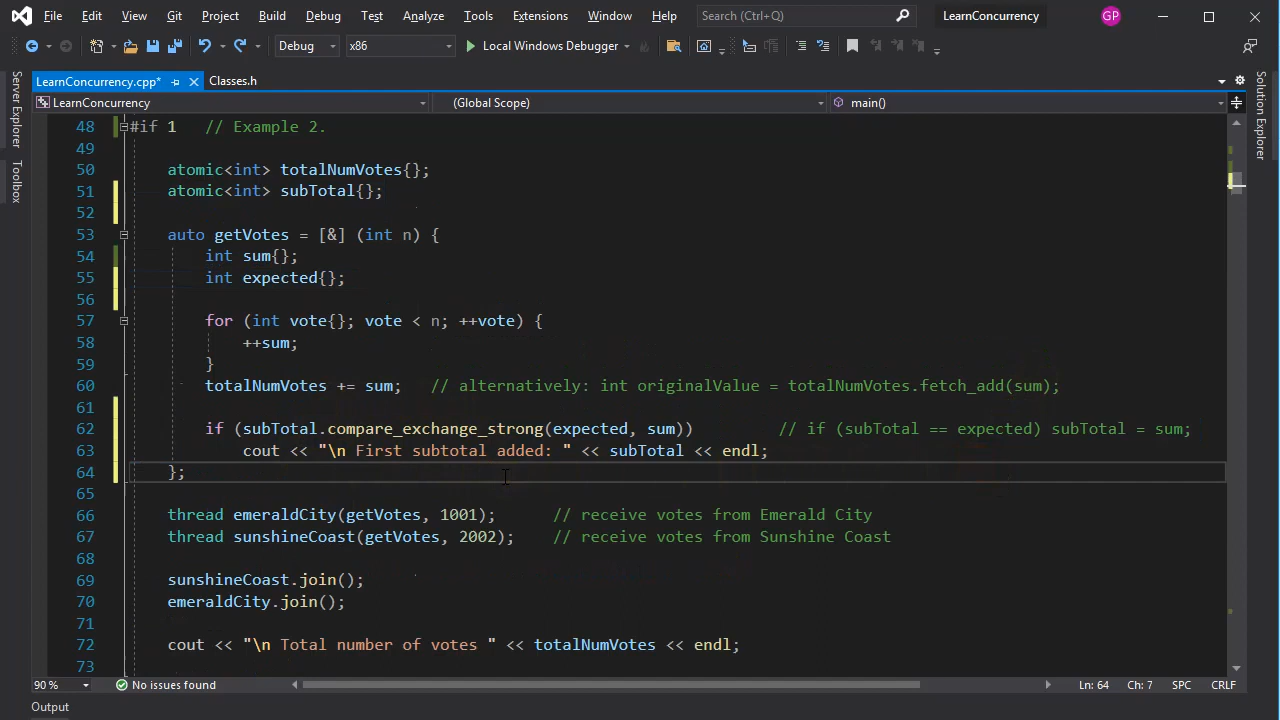 File Edit View Git Project Build Debug Test Analyze Tools Extensions Window Help Search (Ctrl+Q) LearnConcurrency GP
Debug x86 Local Windows Debugger
LearnConcurrency.cpp* Classes.h
LearnConcurrency (Global Scope) main()
Server Explorer
Toolbox
Solution Explorer
48 #if 1 // Example 2.
49
50 atomic<int> totalNumVotes{};
51 atomic<int> subTotal{};
52
53 auto getVotes = [&] (int n) {
54 int sum{};
55 int expected{};
56
57 for (int vote{}; vote < n; ++vote) {
58 ++sum;
59 }
60 totalNumVotes += sum; // alternatively: int originalValue = totalNumVotes.fetch_add(sum);
61
62 if (subTotal.compare_exchange_strong(expected, sum)) // if (subTotal == expected) subTotal = sum;
63 cout << "\n First subtotal added: " << subTotal << endl;
64 };
65
66 thread emeraldCity(getVotes, 1001); // receive votes from Emerald City
67 thread sunshineCoast(getVotes, 2002); // receive votes from Sunshine Coast
68
69 sunshineCoast.join();
70 emeraldCity.join();
71
72 cout << "\n Total number of votes " << totalNumVotes << endl;
73
90 % No issues found Ln: 64 Ch: 7 SPC CRLF
Output